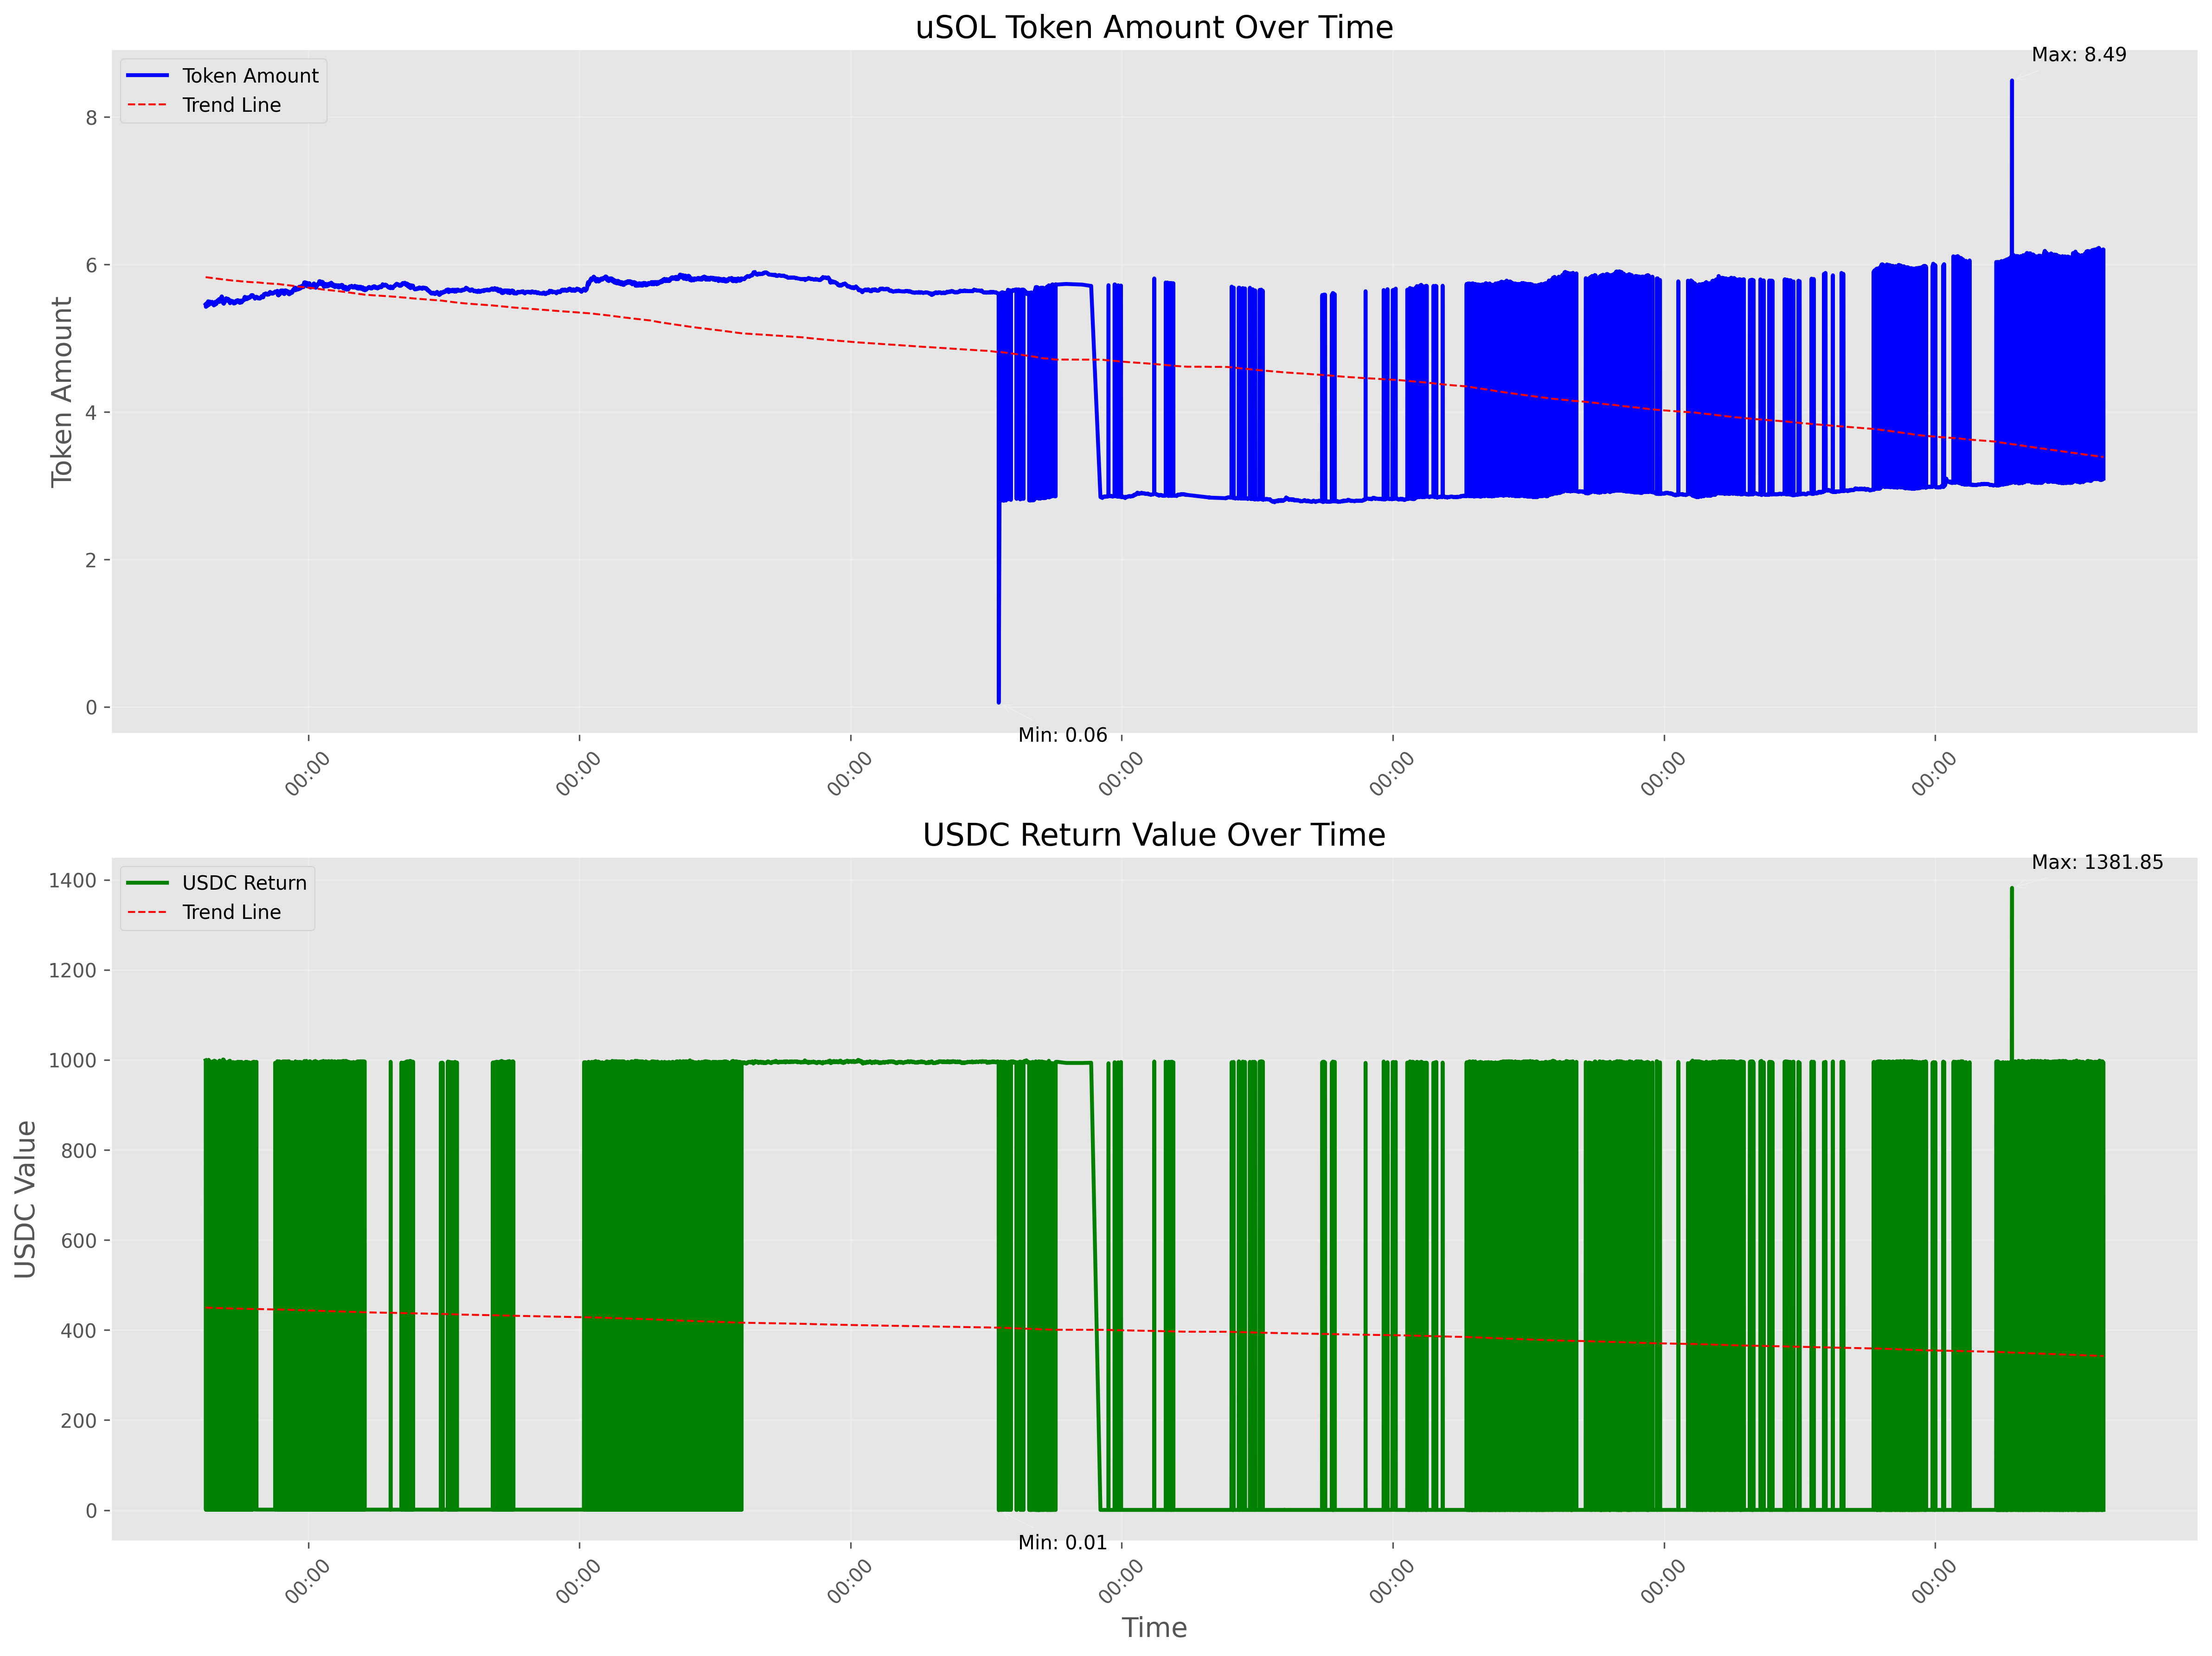 uSOL Token Amount Over Time
Max: 8.49
Token Amount
Trend Line
8
6
4
2
0
Token Amount
Min: 0.06
00:00
00:00
00:00
00:00
00:00
00:00
00:00
USDC Return Value Over Time
Max: 1381.85
USDC Return
Trend Line
1400
1200
1000
800
600
400
200
0
USDC Value
Min: 0.01
00:00
00:00
00:00
00:00
00:00
00:00
00:00
Time